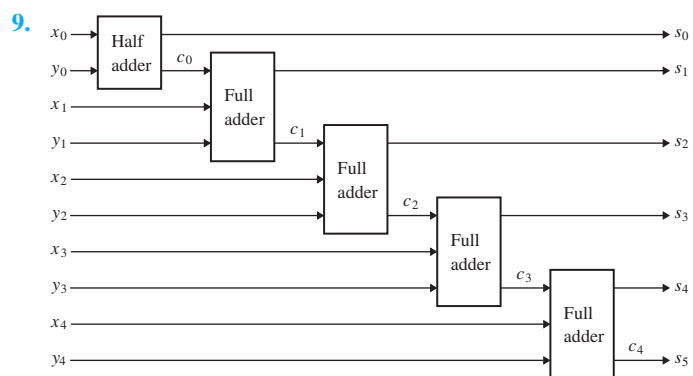 9.
x0
Half adder
s0
y0
c0
s1
x1
Full adder
y1
c1
s2
x2
Full adder
y2
c2
s3
x3
Full adder
y3
c3
s4
x4
Full adder
y4
c4
s5